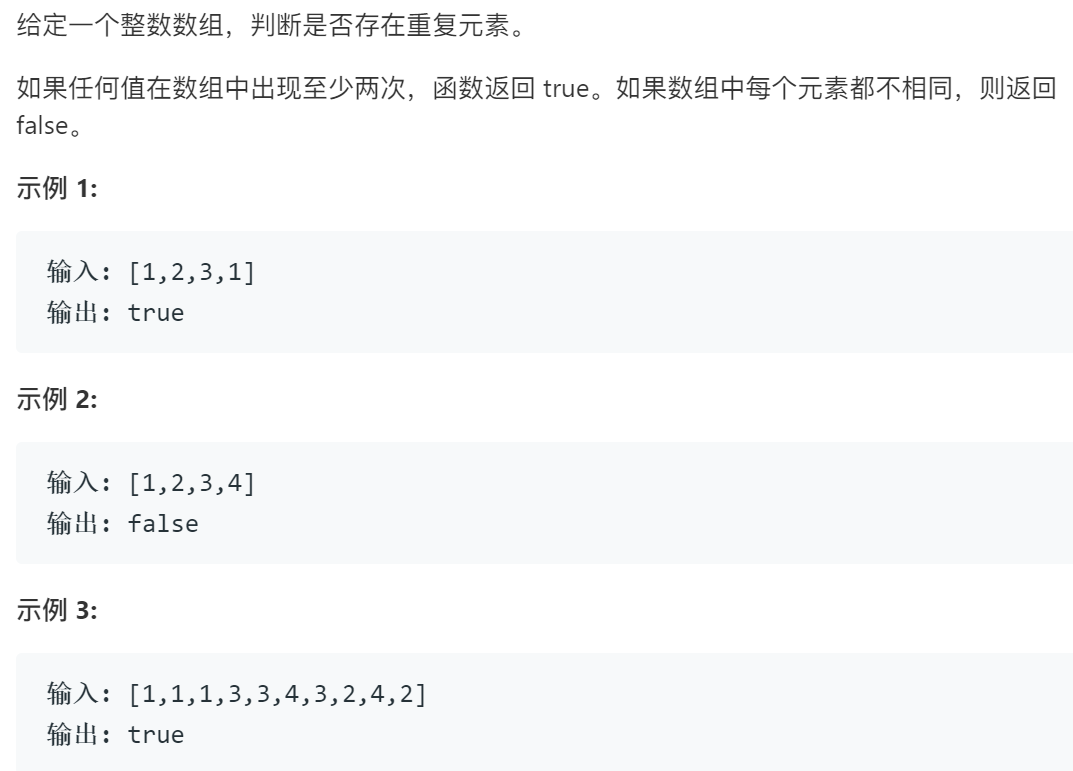 给定一个整数数组，判断是否存在重复元素。
如果任何值在数组中出现至少两次，函数返回 true。如果数组中每个元素都不相同，则返回
false。
示例 1:
输入: [1,2,3,1]
输出: true
示例 2:
输入: [1,2,3,4]
输出: false
示例 3:
输入: [1,1,1,3,3,4,3,2,4,2]
输出: true